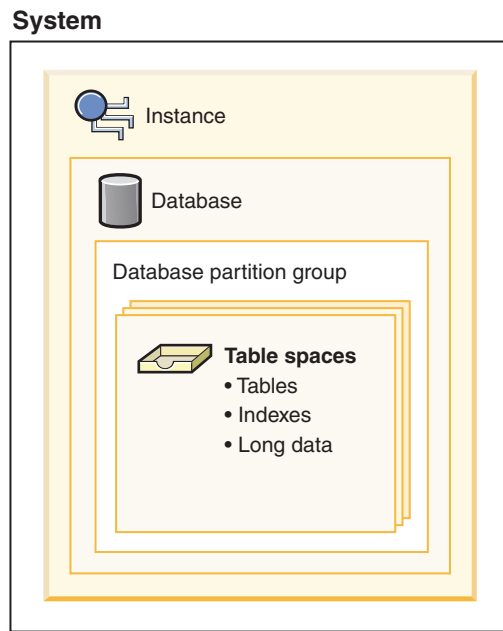 System
Instance
Database
Database partition group
Table spaces
• Tables
• Indexes
• Long data